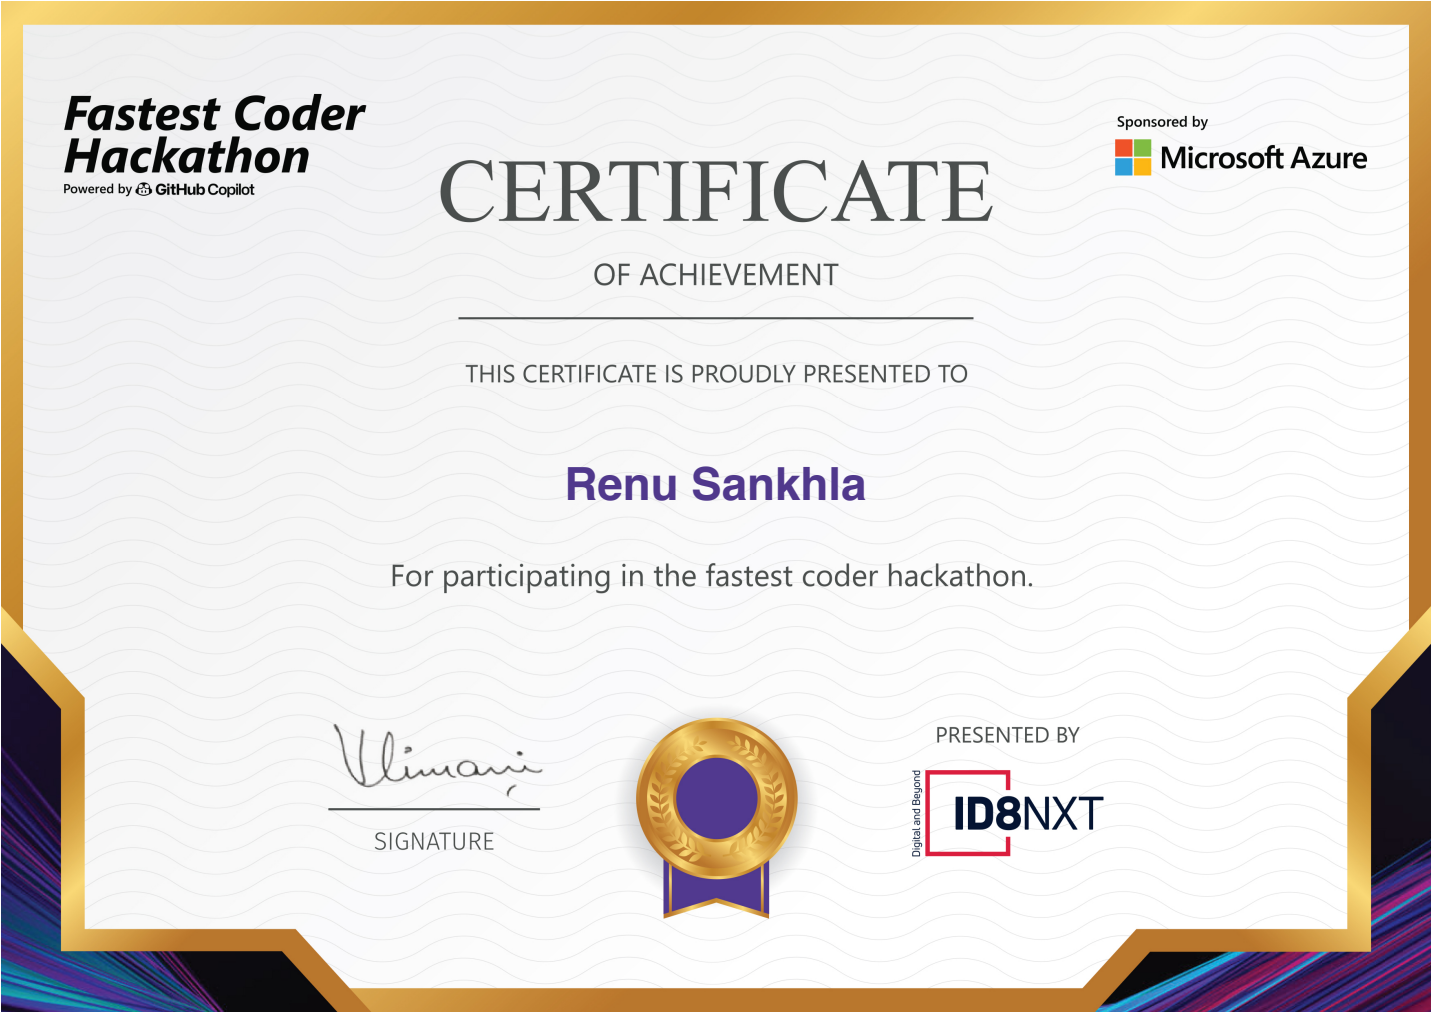 Fastest Coder
Hackathon
Powered by GitHub Copilot
Sponsored by
Microsoft Azure
CERTIFICATE
OF ACHIEVEMENT
THIS CERTIFICATE IS PROUDLY PRESENTED TO
Renu Sankhla
For participating in the fastest coder hackathon.
SIGNATURE
PRESENTED BY
Digital and Beyond
ID8NXT